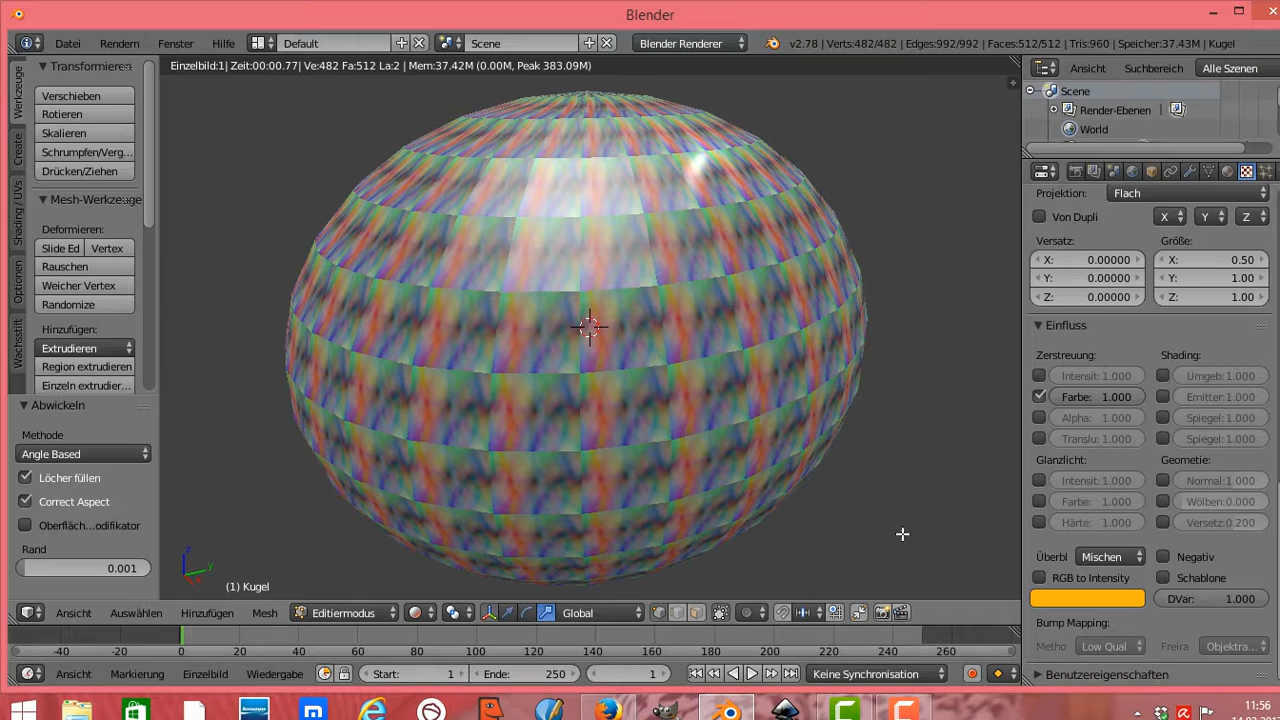 Blender
Datei Rendern Fenster Hilfe Default Scene Blender Renderer v2.78 | Verts:482/482 | Edges:992/992 | Faces:512/512 | Tris:960 | Speicher:37.43M | Kugel
Einzelbild:1| Zeit:00:00.77| Ve:482 Fa:512 La:2 | Mem:37.42M (0.00M, Peak 383.09M)
Ansicht Suchbereich Alle Szenen
Scene
Render-Ebenen
World
Werkzeuge
Create
Shading / UVs
Optionen
Wachsstift
Transformieren
Verschieben
Rotieren
Skalieren
Schrumpfen/Verg...
Drücken/Ziehen
Mesh-Werkzeuge
Deformieren:
Slide Ed Vertex
Rauschen
Weicher Vertex
Randomize
Hinzufügen:
Extrudieren
Region extrudieren
Einzeln extrudier...
Abwickeln
Methode
Angle Based
Löcher füllen
Correct Aspect
Oberfläch...odifikator
Rand
0.001
z
y
(1) Kugel
Projektion: Flach
Von Dupli X Y Z
Versatz: Größe:
X: 0.00000 X: 0.50
Y: 0.00000 Y: 1.00
Z: 0.00000 Z: 1.00
Einfluss
Zerstreuung: Shading:
Intensit:1.000 Umgeb:1.000
Farbe: 1.000 Emitter:1.000
Alpha: 1.000 Spiegel:1.000
Translu: 1.000 Spiegel:1.000
Glanzlicht: Geometrie:
Intensit:1.000 Normal:1.000
Farbe: 1.000 Wölben:0.000
Härte: 1.000 Versetz:0.200
Überbl Mischen Negativ
RGB to Intensity Schablone
DVar: 1.000
Bump Mapping:
Metho Low Qual Freira Objektra...
Benutzereigenschaften
Ansicht Auswählen Hinzufügen Mesh Editiermodus Global
-40 -20 0 20 40 60 80 100 120 140 160 180 200 220 240 260
Ansicht Markierung Einzelbild Wiedergabe Start: 1 Ende: 250 1 Keine Synchronisation
lenovo
11:56